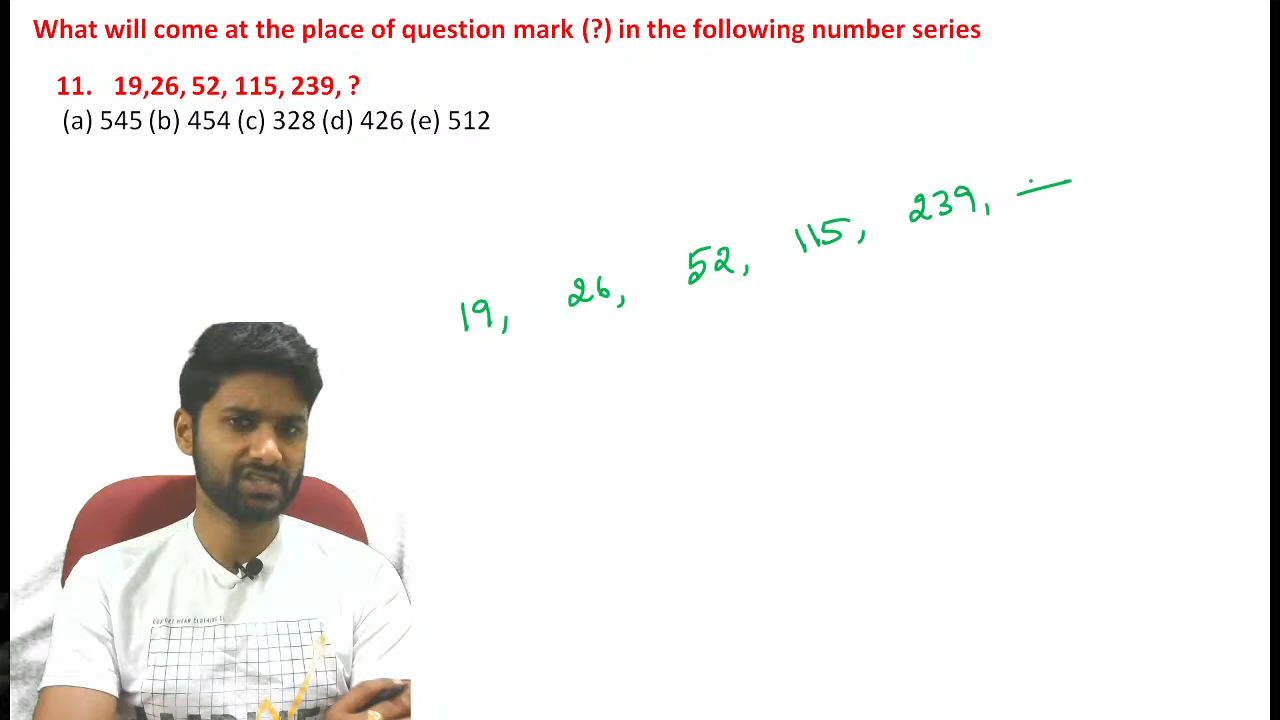 What will come at the place of question mark (?) in the following number series
11. 19,26, 52, 115, 239, ?
(a) 545 (b) 454 (c) 328 (d) 426 (e) 512
19, 26, 52, 115, 239,